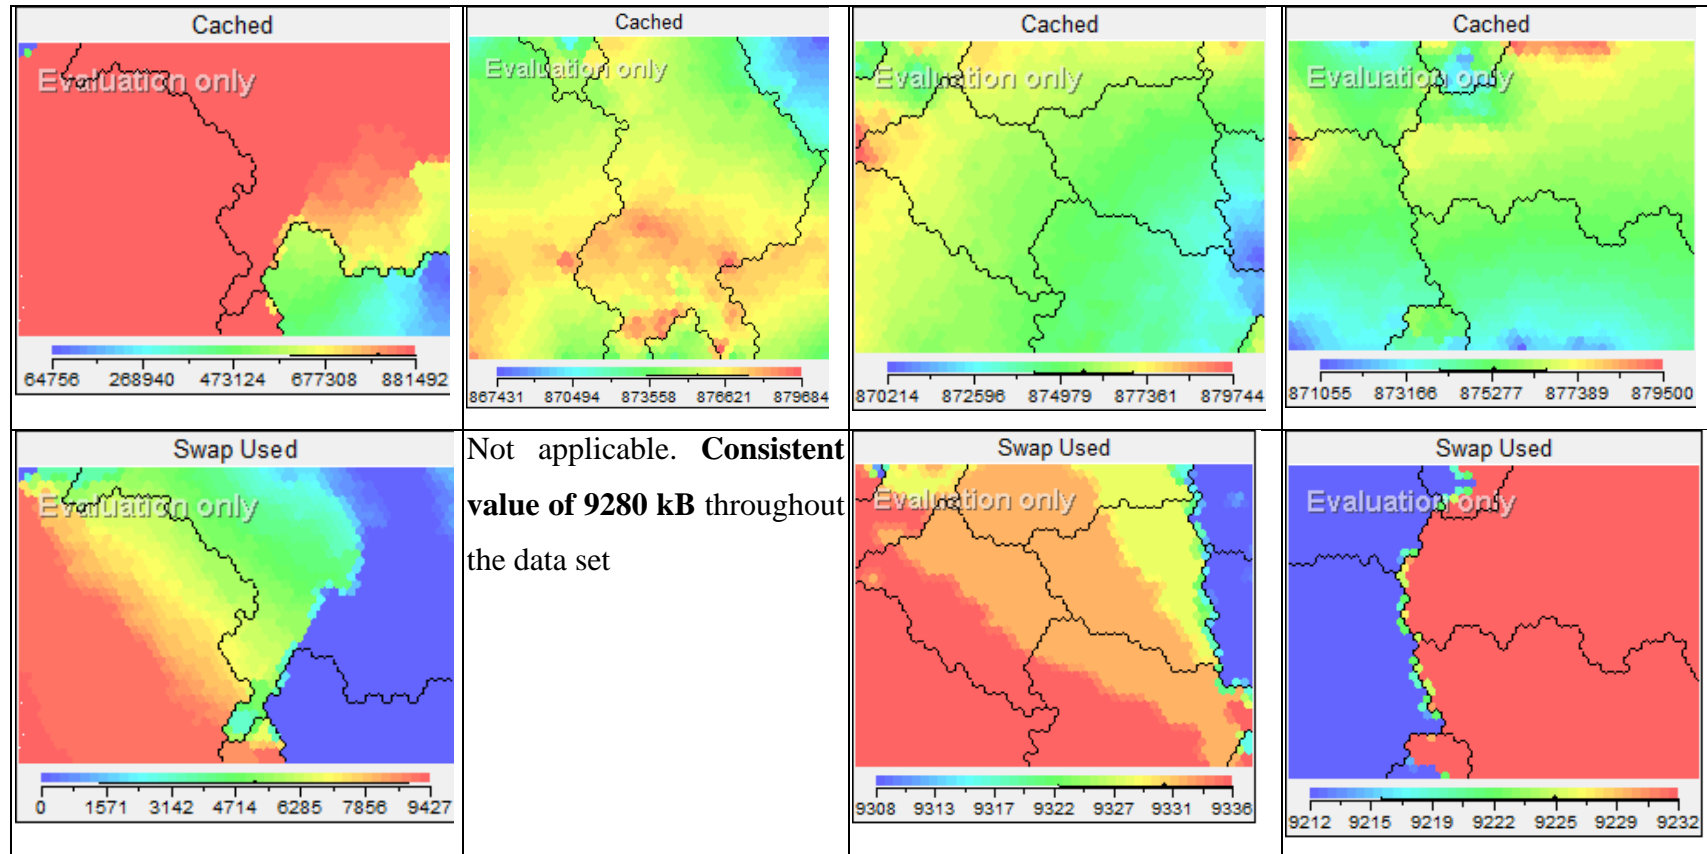 Cached
Evaluation only
64756 268940 473124 677308 881492
Cached
Evaluation only
867431 870494 873558 876621 879684
Cached
Evaluation only
870214 872596 874979 877361 879744
Cached
Evaluation only
871055 873166 875277 877389 879500
Swap Used
Evaluation only
0 1571 3142 4714 6285 7856 9427
Not applicable. Consistent
value of 9280 kB throughout
the data set
Swap Used
Evaluation only
9308 9313 9317 9322 9327 9331 9336
Swap Used
Evaluation only
9212 9215 9219 9222 9225 9229 9232